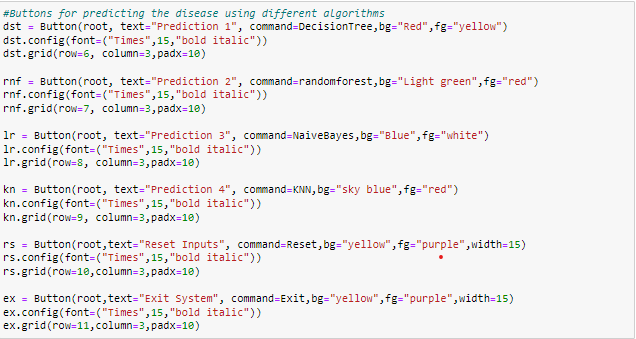 #Buttons for predicting the disease using different algorithms
dst = Button(root, text="Prediction 1", command=DecisionTree,bg="Red",fg="yellow")
dst.config(font=("Times",15,"bold italic"))
dst.grid(row=6, column=3,padx=10)
rnf = Button(root, text="Prediction 2", command=randomforest,bg="Light green",fg="red")
rnf.config(font=("Times",15,"bold italic"))
rnf.grid(row=7, column=3,padx=10)
lr = Button(root, text="Prediction 3", command=NaiveBayes,bg="Blue",fg="white")
lr.config(font=("Times",15,"bold italic"))
lr.grid(row=8, column=3,padx=10)
kn = Button(root, text="Prediction 4", command=KNN,bg="sky blue",fg="red")
kn.config(font=("Times",15,"bold italic"))
kn.grid(row=9, column=3,padx=10)
rs = Button(root,text="Reset Inputs", command=Reset,bg="yellow",fg="purple",width=15)
rs.config(font=("Times",15,"bold italic"))
rs.grid(row=10,column=3,padx=10)
ex = Button(root,text="Exit System", command=Exit,bg="yellow",fg="purple",width=15)
ex.config(font=("Times",15,"bold italic"))
ex.grid(row=11,column=3,padx=10)